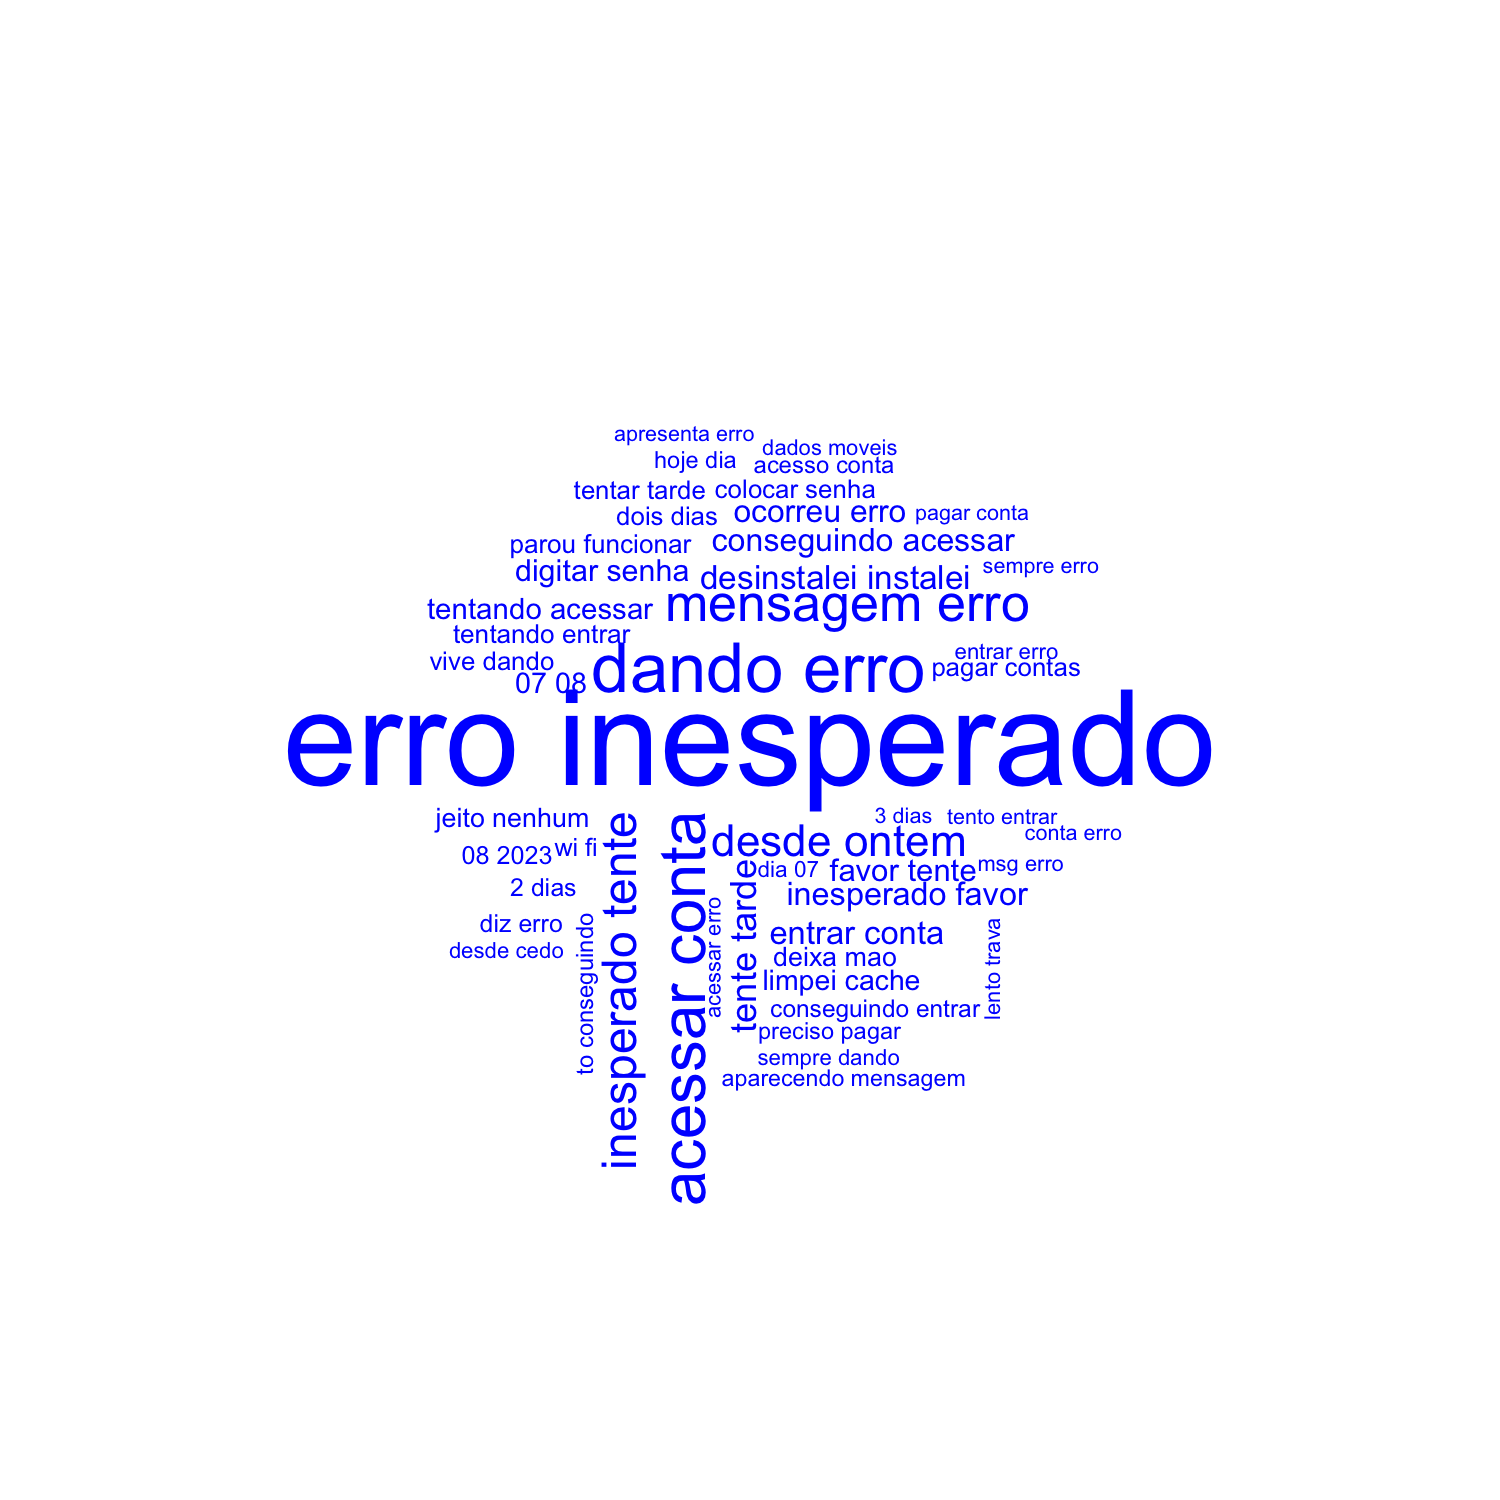 apresenta erro
dados moveis
hoje dia
acesso conta
tentar tarde
colocar senha
dois dias
ocorreu erro
pagar conta
parou funcionar
conseguindo acessar
digitar senha
desinstalei instalei
sempre erro
tentando acessar
mensagem erro
tentando entrar
vive dando
dando erro
entrar erro
pagar contas
07 08
erro inesperado
jeito nenhum
inesperado tente
acessar conta
desde ontem
3 dias
tento entrar
conta erro
08 2023
wi fi
tente tarde
dia 07
favor tente
msg erro
2 dias
inesperado favor
diz erro
to conseguindo
acessar erro
entrar conta
lento trava
desde cedo
deixa mao
limpei cache
conseguindo entrar
preciso pagar
sempre dando
aparecendo mensagem